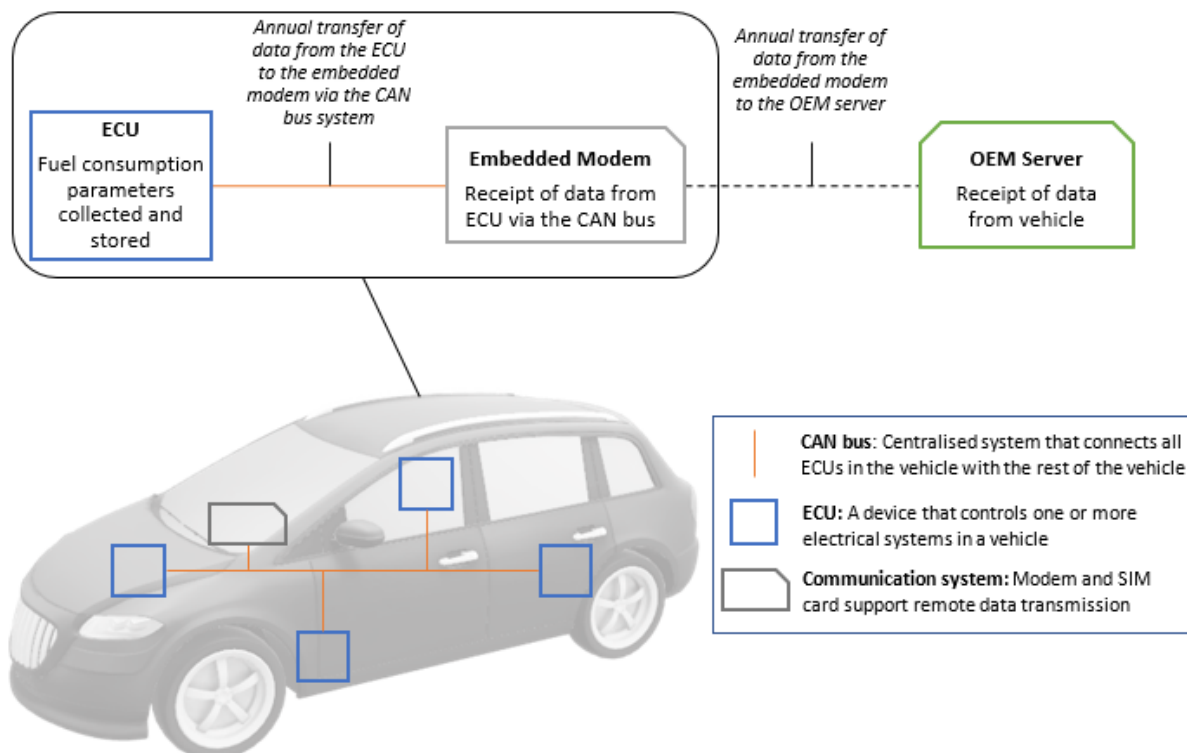 Annual transfer of
data from the ECU
to the embedded
modem via the CAN
bus system
Annual transfer of
data from the
embedded modem
to the OEM server
ECU
Fuel consumption
parameters
collected and
stored
Embedded Modem
Receipt of data from
ECU via the CAN bus
OEM Server
Receipt of data
from vehicle
CAN bus: Centralised system that connects all
ECUs in the vehicle with the rest of the vehicle
ECU: A device that controls one or more
electrical systems in a vehicle
Communication system: Modem and SIM
card support remote data transmission